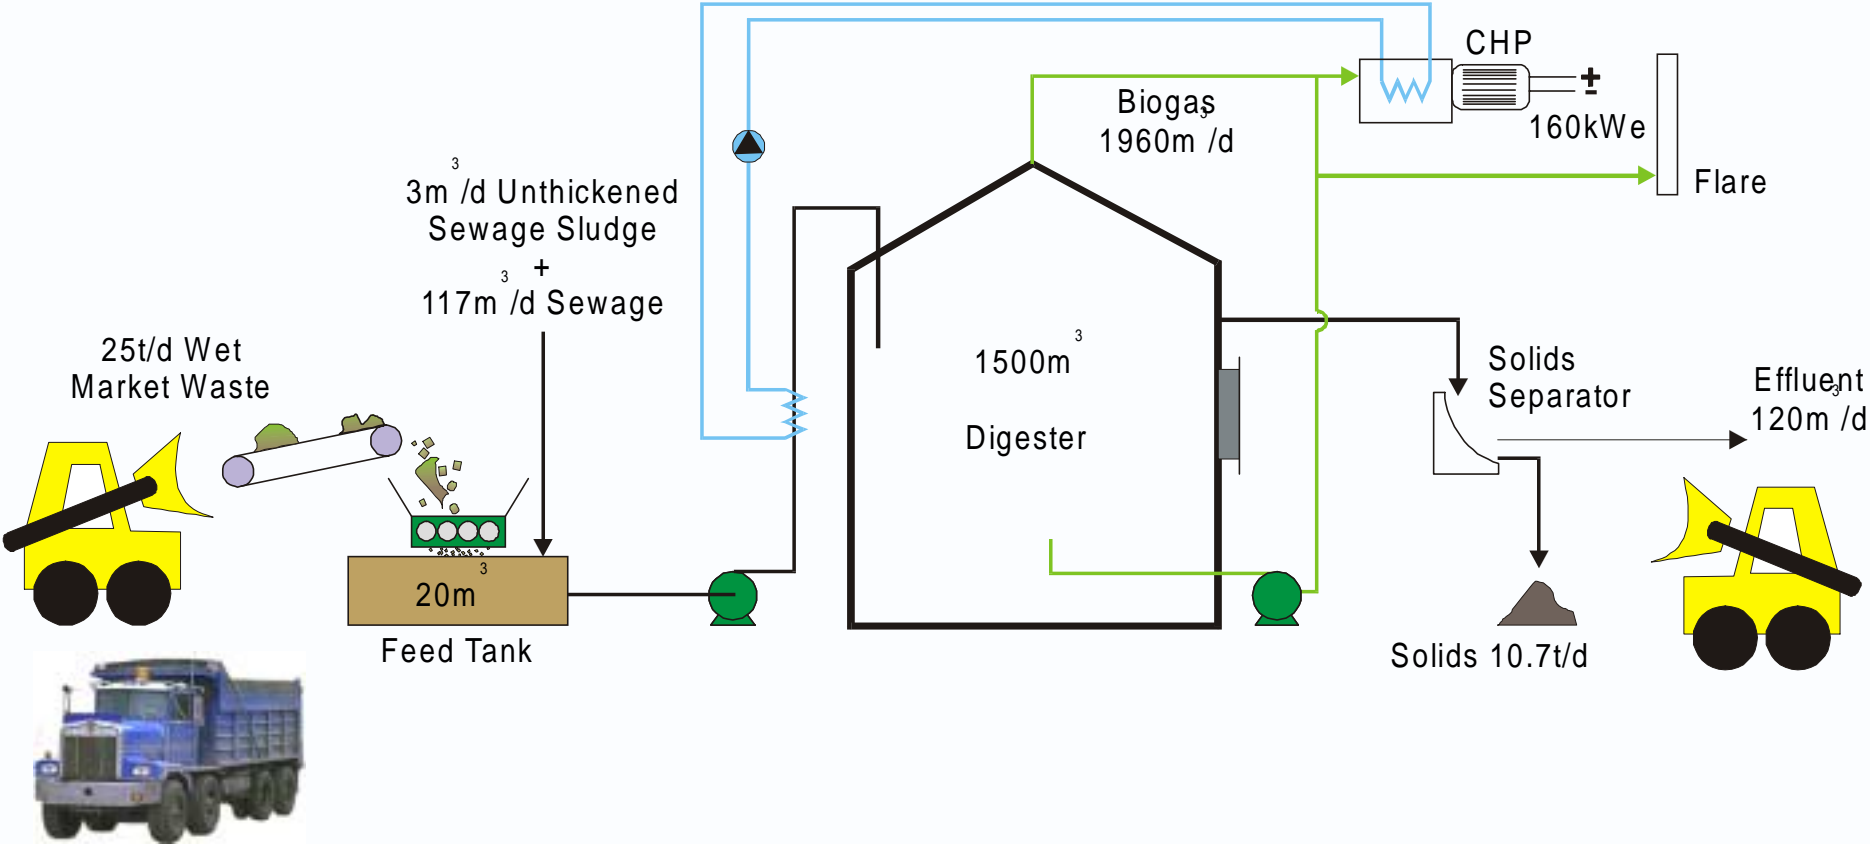 CHP
Biogas
1960m³/d
160kWe
Flare
3m³/d Unthickened
Sewage Sludge
+
117m³/d Sewage
25t/d Wet
Market Waste
1500m³
Digester
Solids
Separator
Effluent
120m³/d
20m³
Feed Tank
Solids 10.7t/d